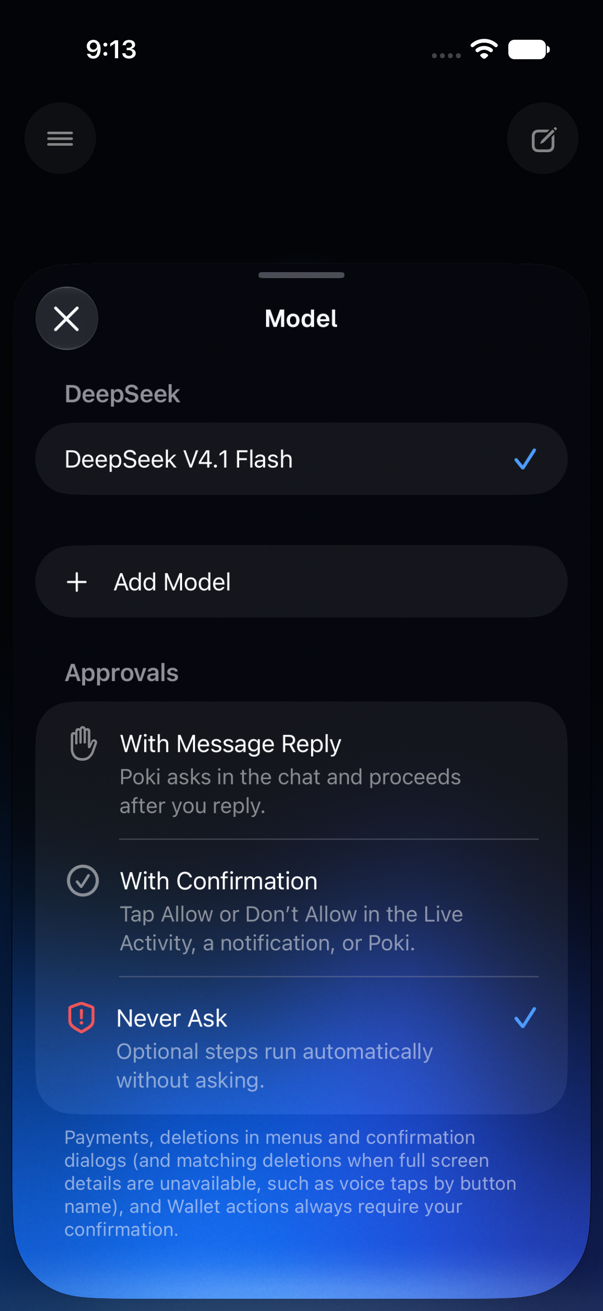 9:13
Model
DeepSeek
DeepSeek V4.1 Flash
Add Model
Approvals
With Message Reply
Poki asks in the chat and proceeds
after you reply.
With Confirmation
Tap Allow or Don’t Allow in the Live
Activity, a notification, or Poki.
Never Ask
Optional steps run automatically
without asking.
Payments, deletions in menus and confirmation
dialogs (and matching deletions when full screen
details are unavailable, such as voice taps by button
name), and Wallet actions always require your
confirmation.